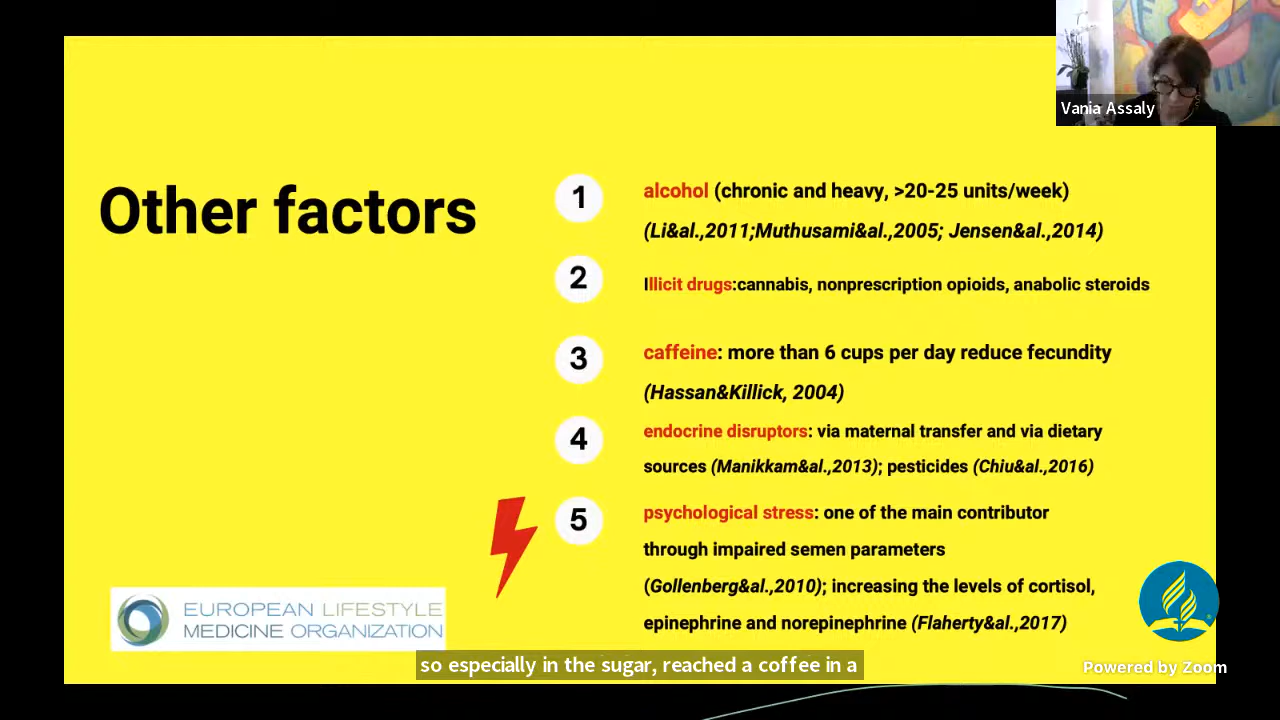 Vania Assaly
Other factors
1
alcohol (chronic and heavy, >20-25 units/week)
(Li&al.,2011;Muthusami&al.,2005; Jensen&al.,2014)
2
Illicit drugs:cannabis, nonprescription opioids, anabolic steroids
3
caffeine: more than 6 cups per day reduce fecundity
(Hassan&Killick, 2004)
4
endocrine disruptors: via maternal transfer and via dietary
sources (Manikkam&al.,2013); pesticides (Chiu&al.,2016)
5
psychological stress: one of the main contributor
through impaired semen parameters
(Gollenberg&al.,2010); increasing the levels of cortisol,
epinephrine and norepinephrine (Flaherty&al.,2017)
EUROPEAN LIFESTYLE
MEDICINE ORGANIZATION
so especially in the sugar, reached a coffee in a
Powered by Zoom